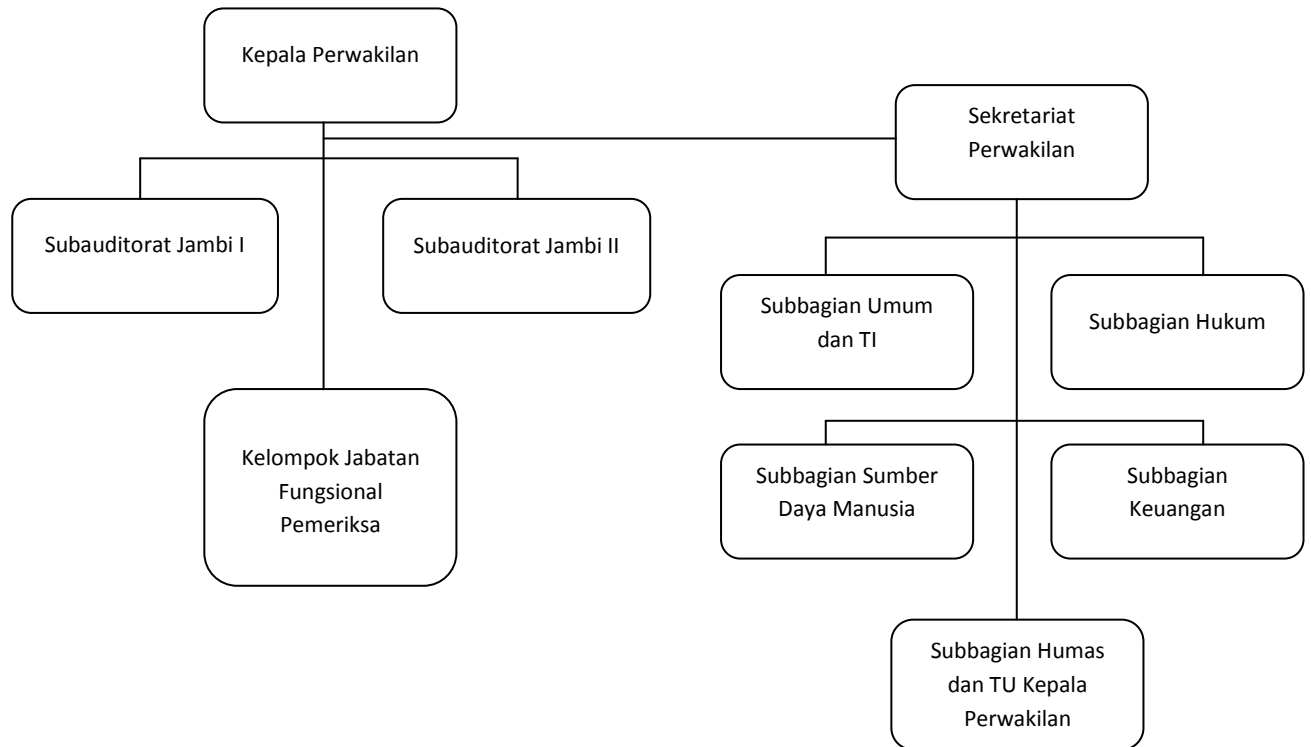 Kepala Perwakilan
Sekretariat
Perwakilan
Subauditorat Jambi I
Subauditorat Jambi II
Subbagian Umum
dan TI
Subbagian Hukum
Kelompok Jabatan
Fungsional
Pemeriksa
Subbagian Sumber
Daya Manusia
Subbagian
Keuangan
Subbagian Humas
dan TU Kepala
Perwakilan